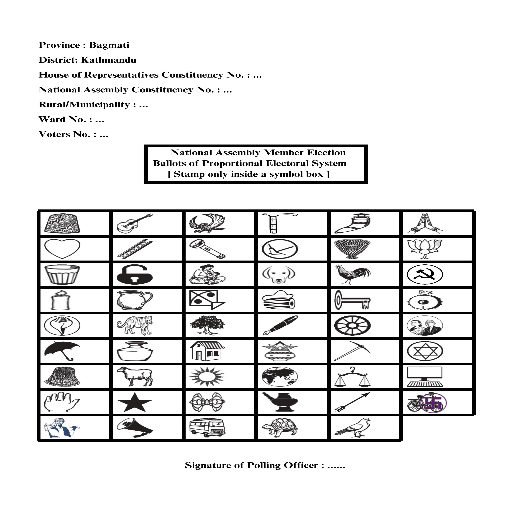 Province : Bagmati
District: Kathmandu
House of Representatives Constituency No. : ...
National Assembly Constituency No. : ...
Rural/Municipality : ...
Ward No. : ...
Voters No. : ...
National Assembly Member Election
Ballots of Proportional Electoral System
[ Stamp only inside a symbol box ]
Signature of Polling Officer : ......